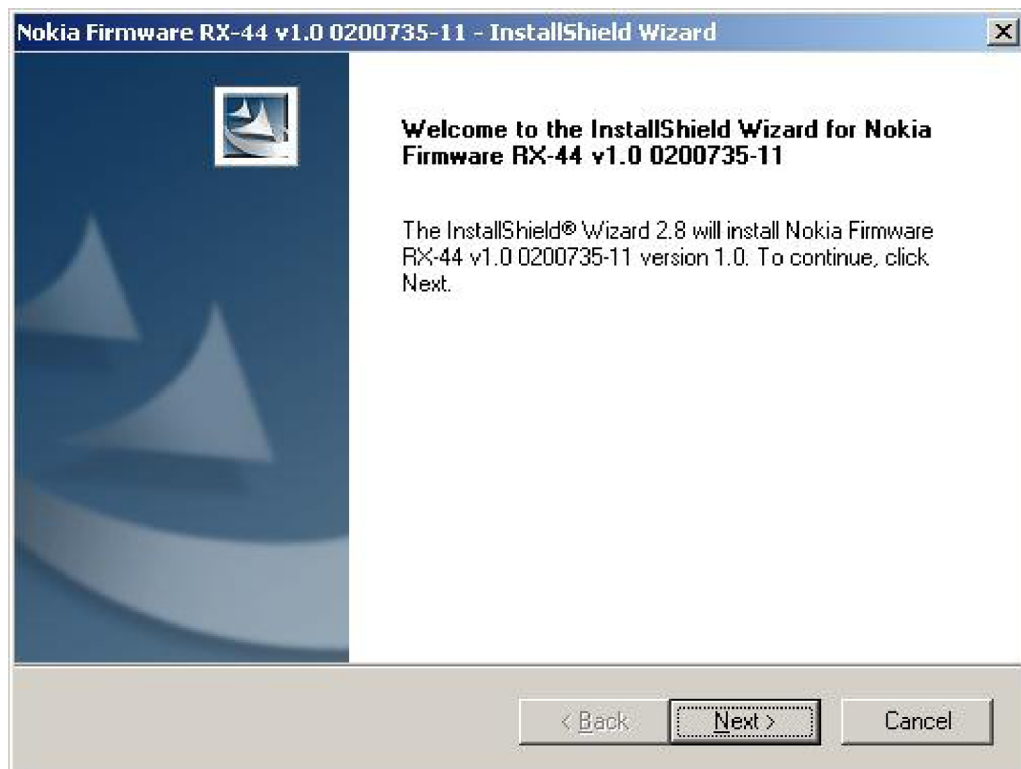 Nokia Firmware RX-44 v1.0 0200735-11 - InstallShield Wizard
Welcome to the InstallShield Wizard for Nokia
Firmware RX-44 v1.0 0200735-11
The InstallShield® Wizard 2.8 will install Nokia Firmware
RX-44 v1.0 0200735-11 version 1.0. To continue, click
Next.
< Back
Next >
Cancel